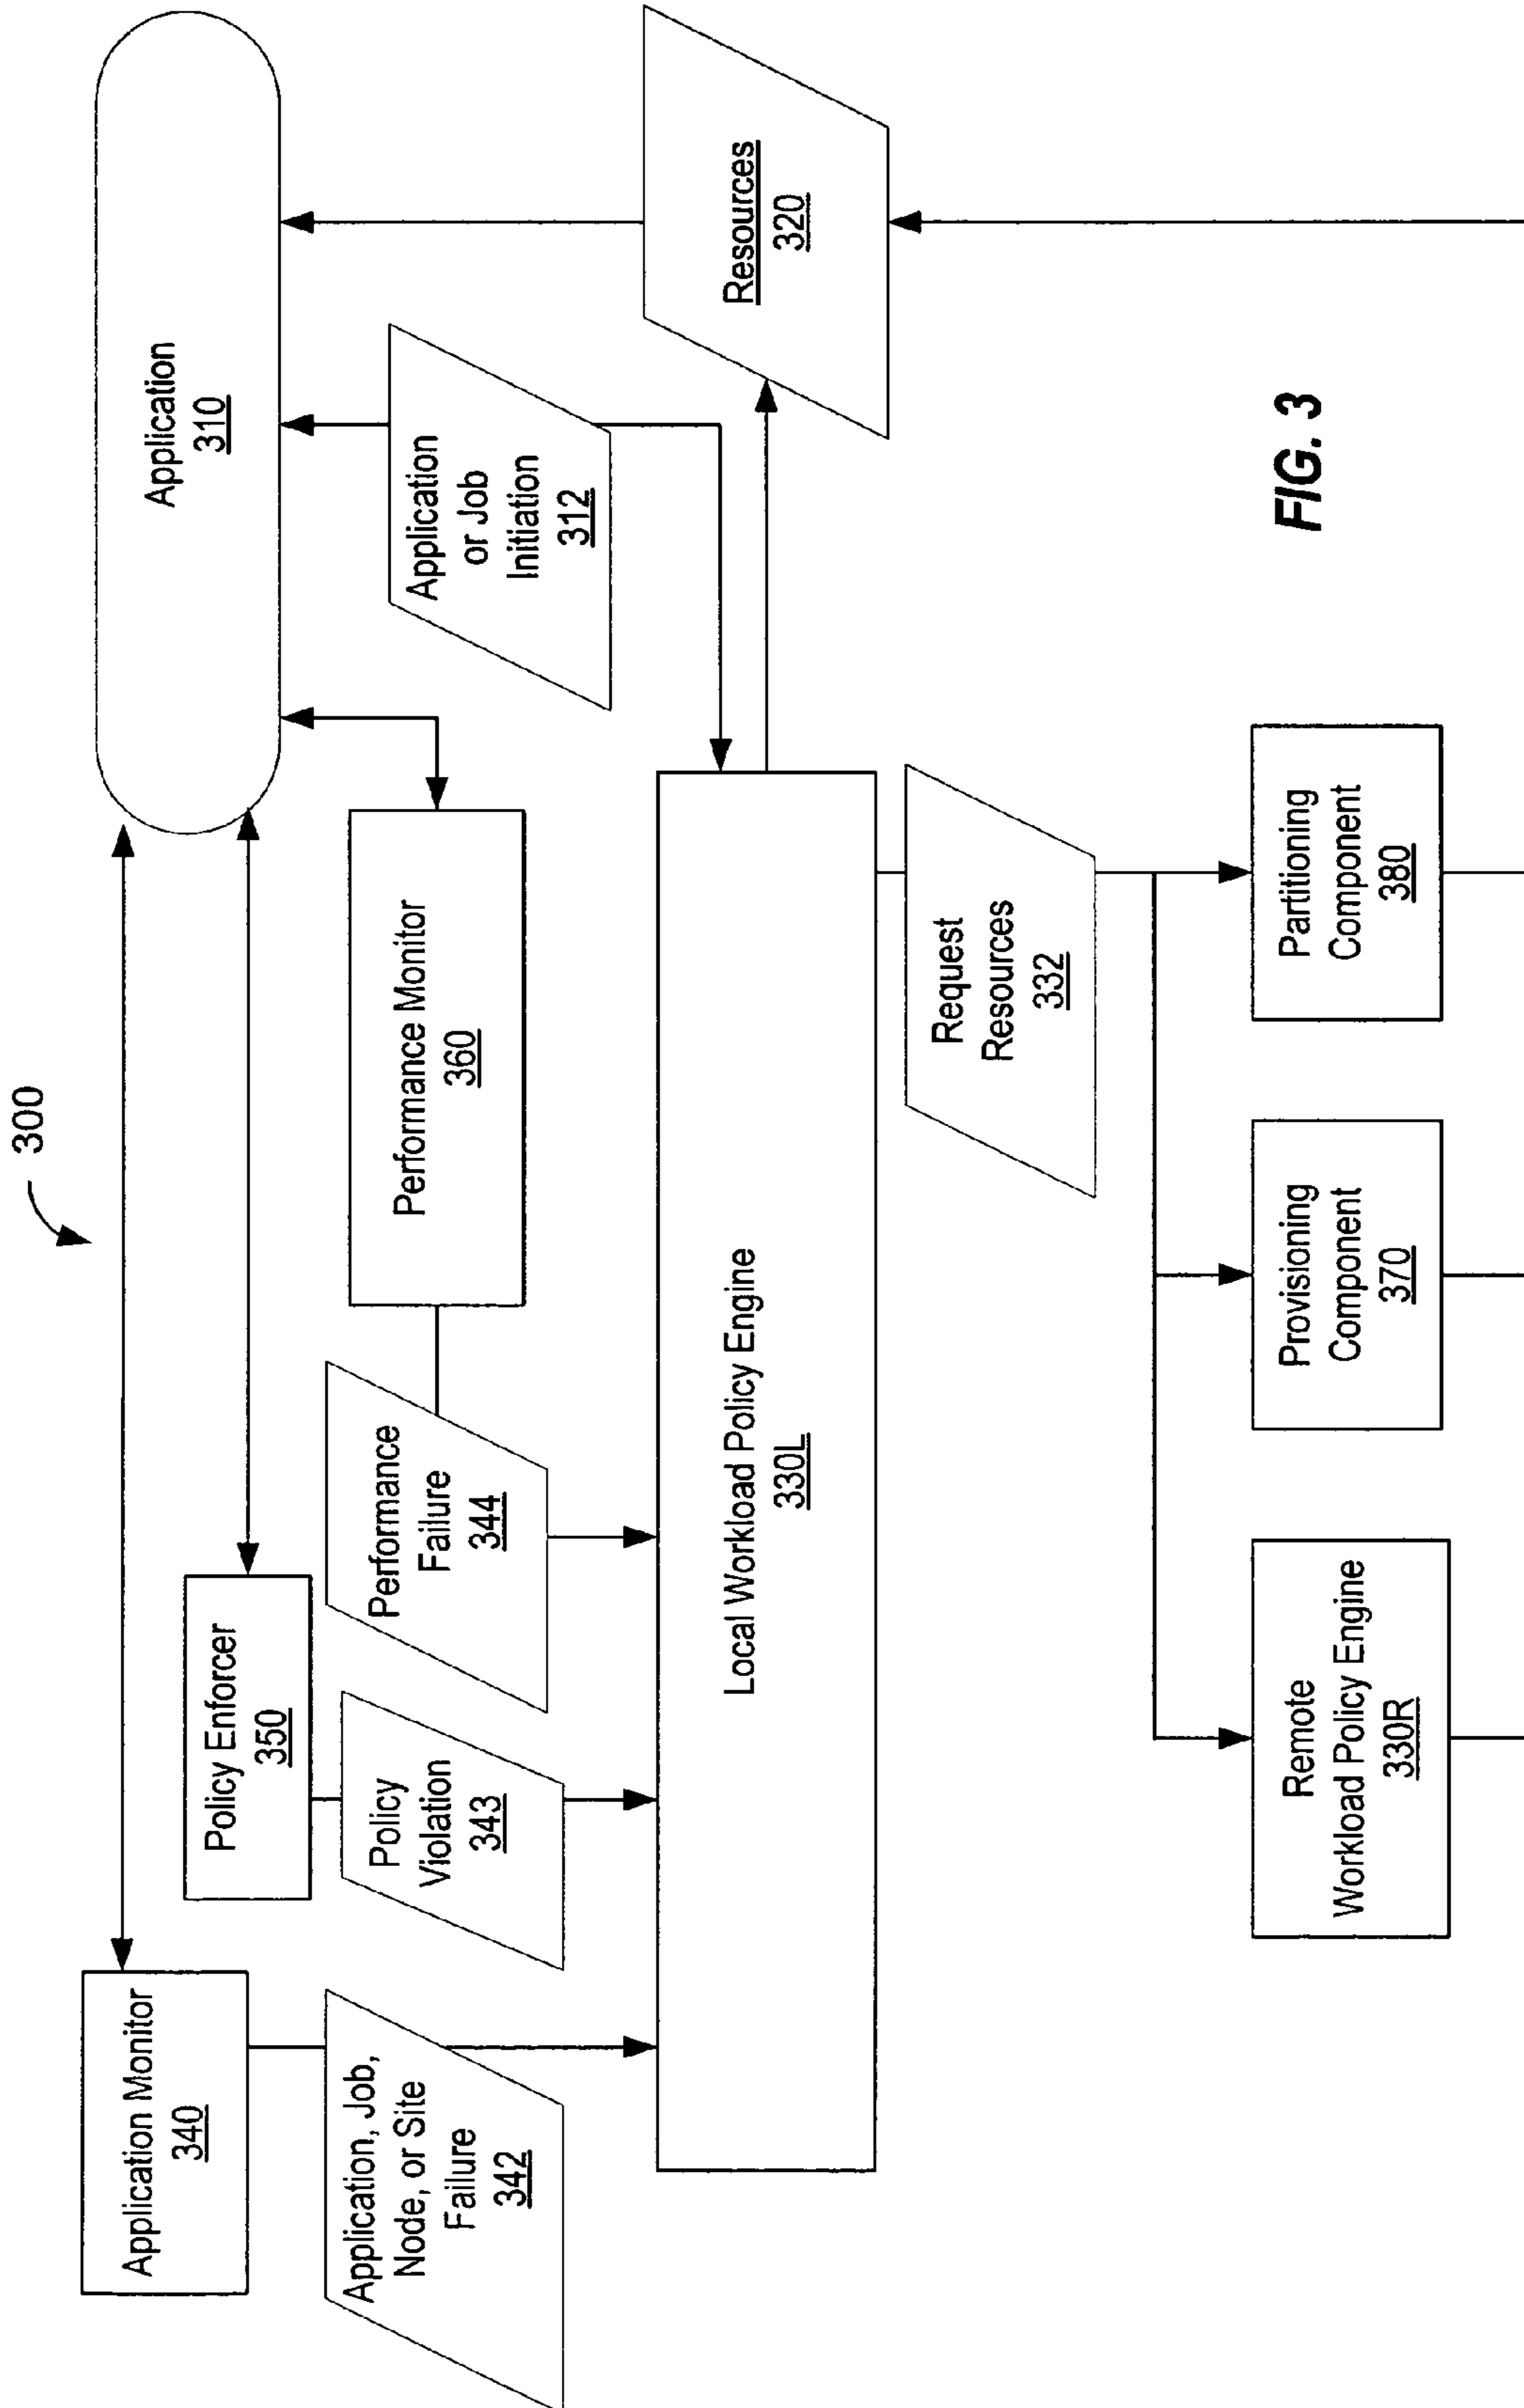 300
Application Monitor
340
Application
310
Policy Enforcer
350
Application, Job,
Node, or Site
Failure
342
Policy
Violation
343
Performance
Failure
344
Performance Monitor
360
Application
or Job
Initiation
312
Local Workload Policy Engine
330L
Resources
320
Request
Resources
332
Remote
Workload Policy Engine
330R
Provisioning
Component
370
Partitioning
Component
380
FIG. 3